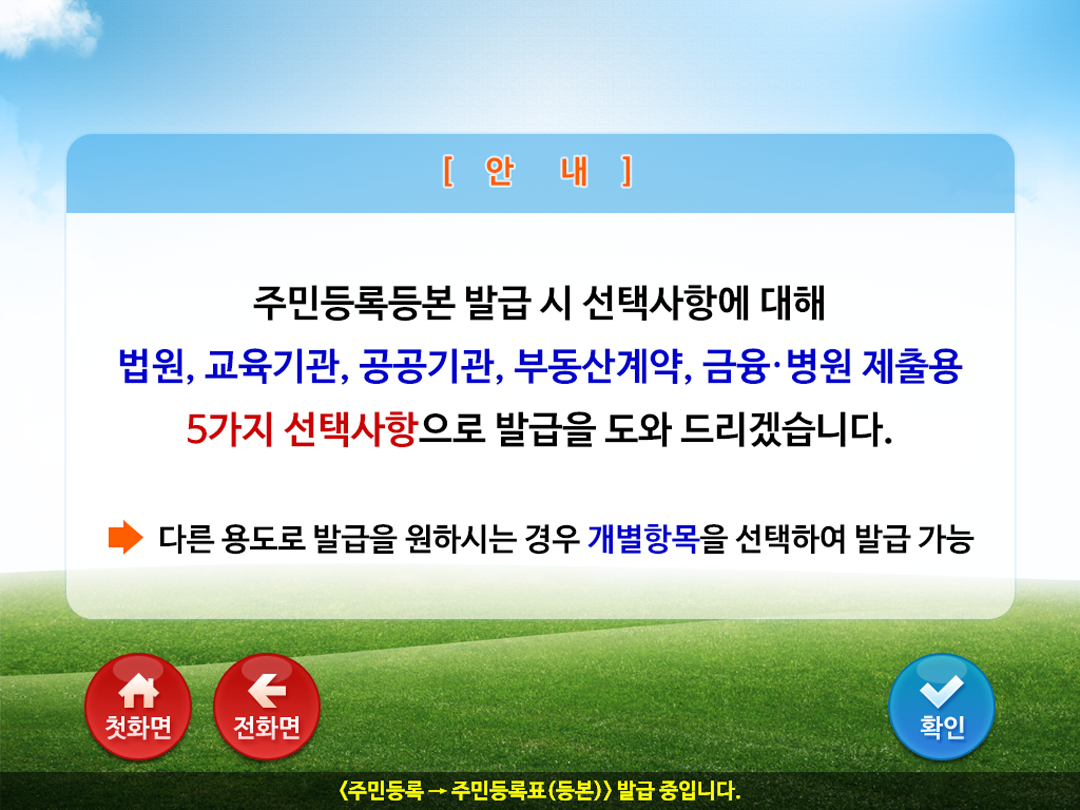 [ 안 내 ]
주민등록등본 발급 시 선택사항에 대해
법원, 교육기관, 공공기관, 부동산계약, 금융·병원 제출용
5가지 선택사항으로 발급을 도와 드리겠습니다.
다른 용도로 발급을 원하시는 경우 개별항목을 선택하여 발급 가능
첫화면
전화면
확인
<주민등록 → 주민등록표(등본)> 발급 중입니다.